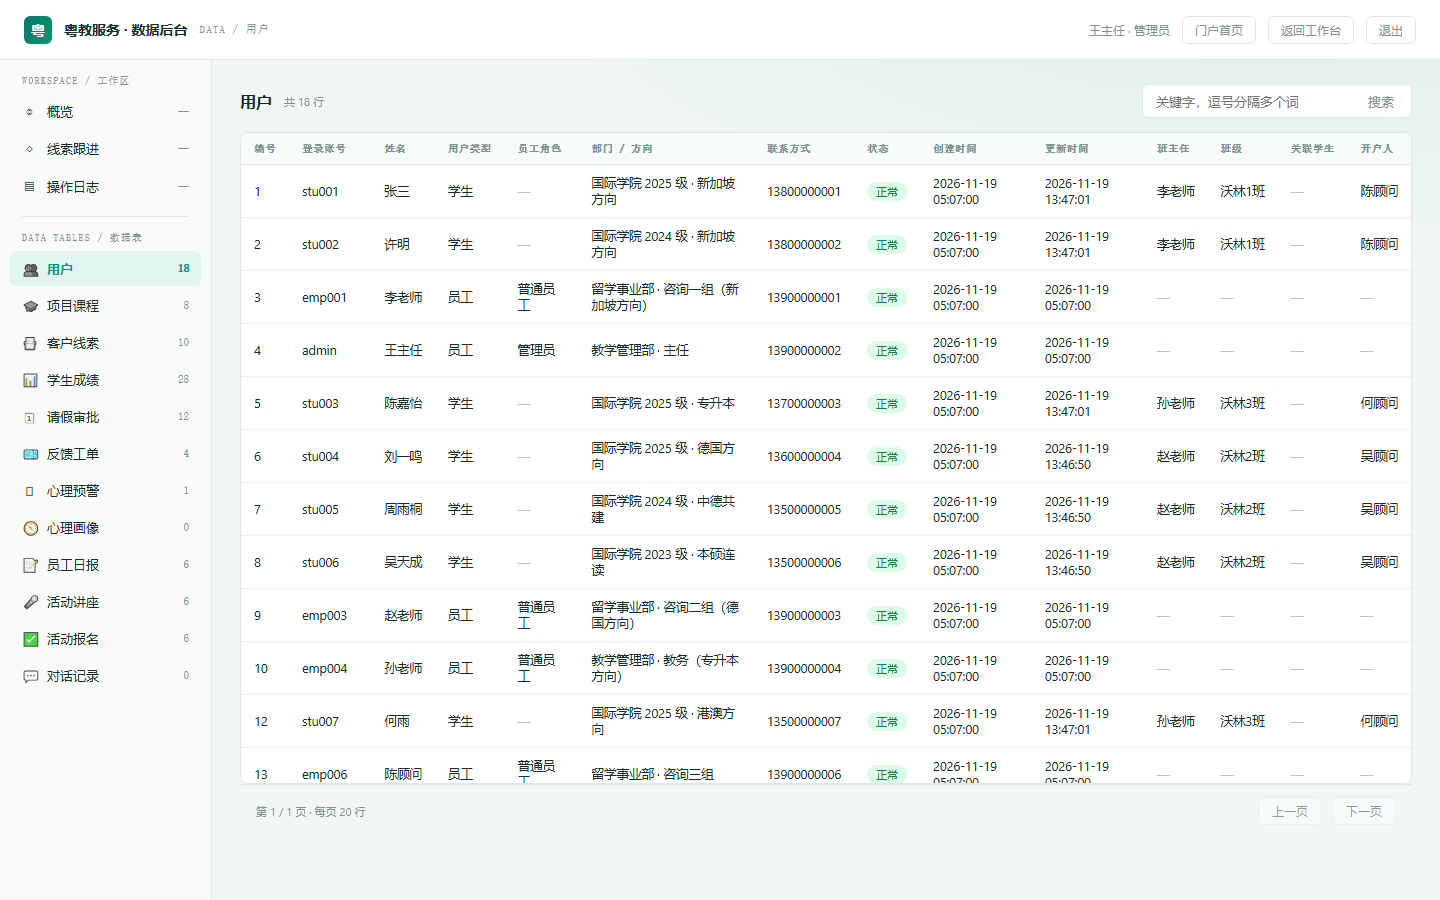 粤 粤教服务 · 数据后台 DATA / 用户 王主任 · 管理员 门户首页 返回工作台 退出
WORKSPACE / 工作区
概览 —
线索跟进 —
操作日志 —
DATA TABLES / 数据表
用户 18
项目课程 8
客户线索 10
学生成绩 28
请假审批 12
反馈工单 4
心理预警 1
心理画像 0
员工日报 6
活动讲座 6
活动报名 6
对话记录 0
用户 共 18 行 关键字，逗号分隔多个词 搜索
编号 登录账号 姓名 用户类型 员工角色 部门 / 方向 联系方式 状态 创建时间 更新时间 班主任 班级 关联学生 开户人
1 stu001 张三 学生 — 国际学院 2025 级 · 新加坡方向 13800000001 正常 2026-11-19 05:07:00 2026-11-19 13:47:01 李老师 沃林1班 — 陈顾问
2 stu002 许明 学生 — 国际学院 2024 级 · 新加坡方向 13800000002 正常 2026-11-19 05:07:00 2026-11-19 13:47:01 李老师 沃林1班 — 陈顾问
3 emp001 李老师 员工 普通员工 留学事业部 · 咨询一组（新加坡方向） 13900000001 正常 2026-11-19 05:07:00 2026-11-19 05:07:00 — — — —
4 admin 王主任 员工 管理员 教学管理部 · 主任 13900000002 正常 2026-11-19 05:07:00 2026-11-19 05:07:00 — — — —
5 stu003 陈嘉怡 学生 — 国际学院 2025 级 · 专升本 13700000003 正常 2026-11-19 05:07:00 2026-11-19 13:47:01 孙老师 沃林3班 — 何顾问
6 stu004 刘一鸣 学生 — 国际学院 2025 级 · 德国方向 13600000004 正常 2026-11-19 05:07:00 2026-11-19 13:46:50 赵老师 沃林2班 — 吴顾问
7 stu005 周雨桐 学生 — 国际学院 2024 级 · 中德共建 13500000005 正常 2026-11-19 05:07:00 2026-11-19 13:46:50 赵老师 沃林2班 — 吴顾问
8 stu006 吴天成 学生 — 国际学院 2023 级 · 本硕连读 13500000006 正常 2026-11-19 05:07:00 2026-11-19 13:46:50 赵老师 沃林2班 — 吴顾问
9 emp003 赵老师 员工 普通员工 留学事业部 · 咨询二组（德国方向） 13900000003 正常 2026-11-19 05:07:00 2026-11-19 05:07:00 — — — —
10 emp004 孙老师 员工 普通员工 教学管理部 · 教务（专升本方向） 13900000004 正常 2026-11-19 05:07:00 2026-11-19 05:07:00 — — — —
12 stu007 何雨 学生 — 国际学院 2025 级 · 港澳方向 13500000007 正常 2026-11-19 05:07:00 2026-11-19 13:47:01 孙老师 沃林3班 — 何顾问
13 emp006 陈顾问 员工 普通员工 留学事业部 · 咨询三组 13900000006 正常 2026-11-19 05:07:00 2026-11-19 05:07:00 — — — —
第 1 / 1 页 · 每页 20 行 上一页 下一页